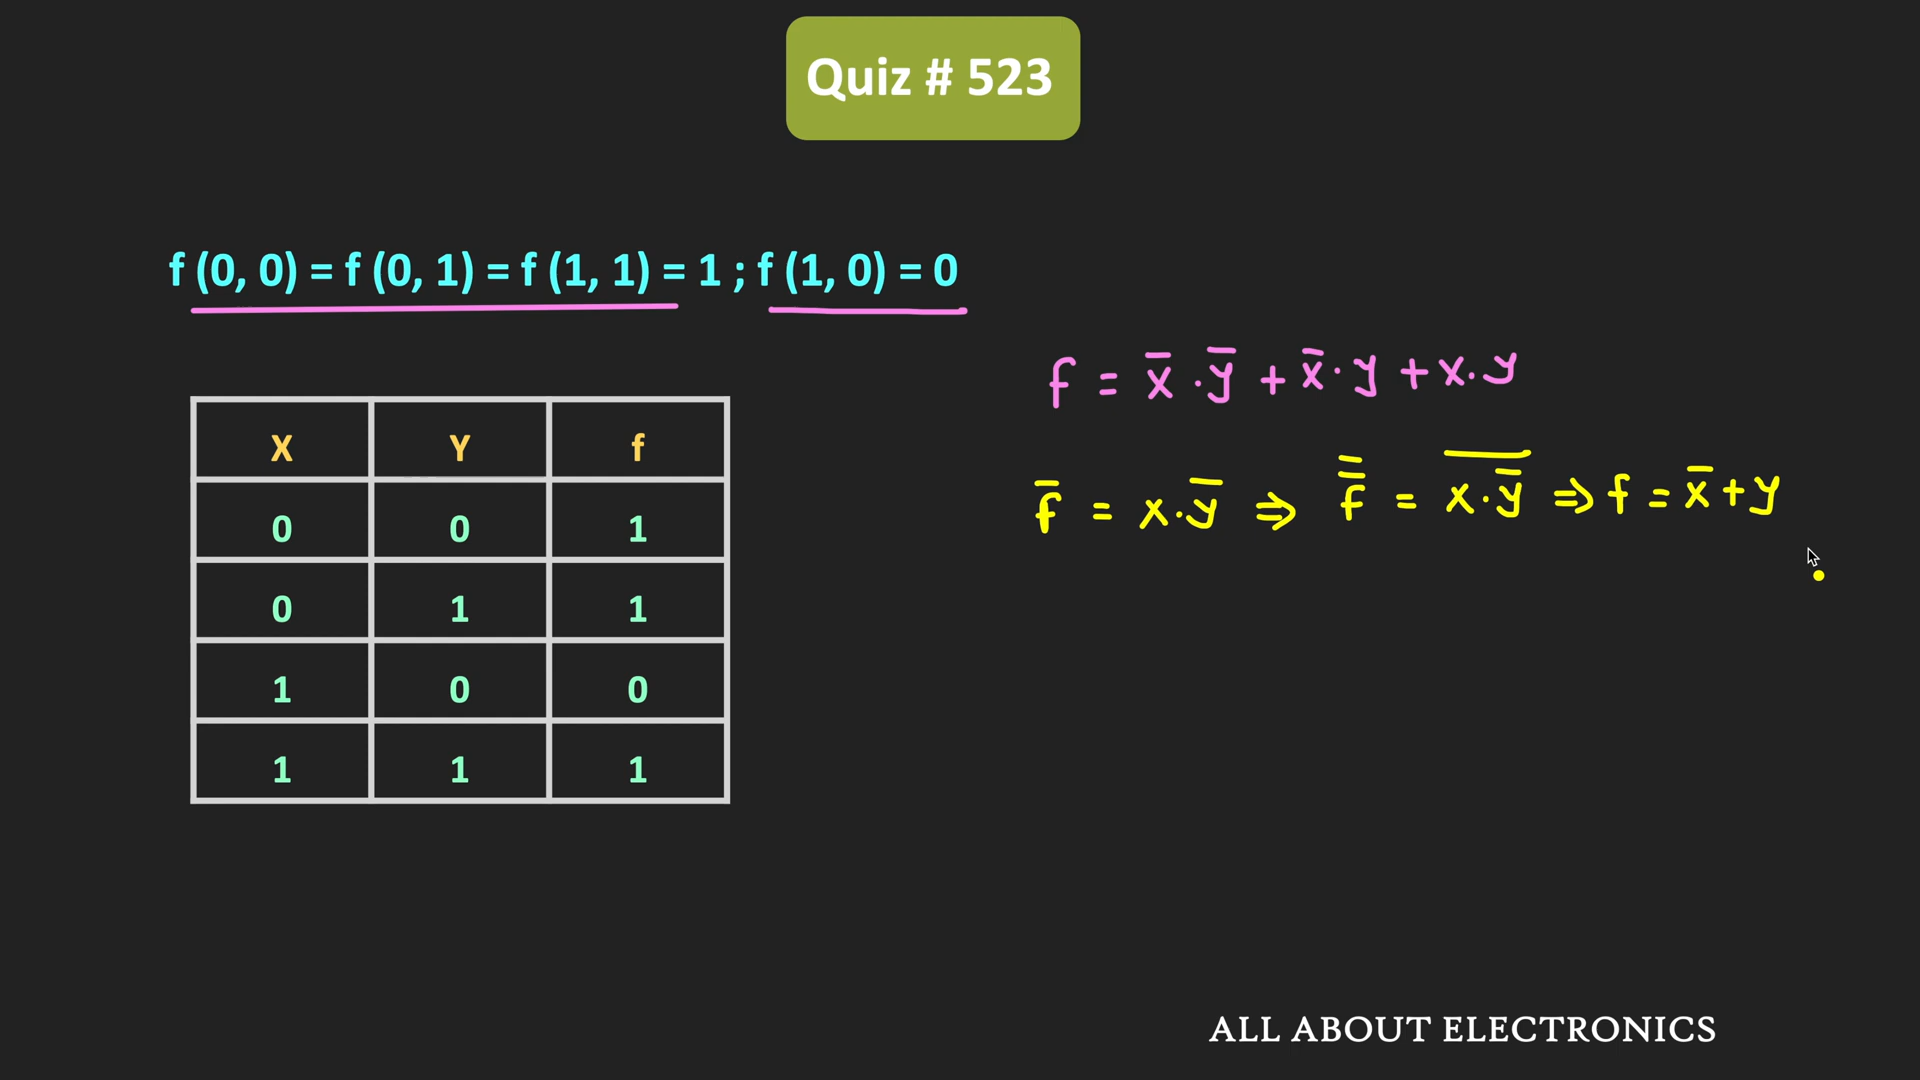 Quiz # 523
f (0, 0) = f (0, 1) = f (1, 1) = 1 ; f (1, 0) = 0
f = x̅ · y̅ + x̅ · y + x · y
f̅ = x · y̅ ⇒ f̿ = \overline{x · y̅} ⇒ f = x̅ + y
X Y f
0 0 1
0 1 1
1 0 0
1 1 1
ALL ABOUT ELECTRONICS